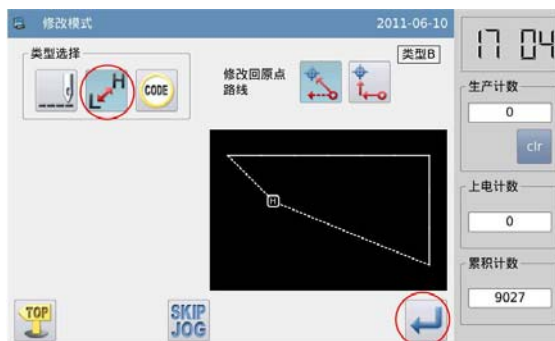 修改模式
2011-06-10
17 04
类型选择
类型B
L H
CODE
修改回原点
路线
生产计数
0
clr
上电计数
0
H
累积计数
9027
TOP
SKIP
JOG